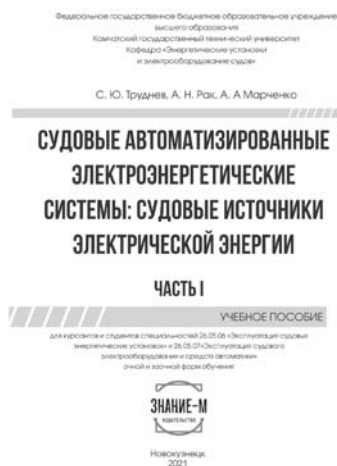 Федеральное государственное бюджетное образовательное учреждение
высшего образования
Камчатский государственный технический университет
Кафедра «Энергетические установки
и электрооборудование судов»
С. Ю. Труднев, А. Н. Рак, А. А Марченко
СУДОВЫЕ АВТОМАТИЗИРОВАННЫЕ
ЭЛЕКТРОЭНЕРГЕТИЧЕСКИЕ
СИСТЕМЫ: СУДОВЫЕ ИСТОЧНИКИ
ЭЛЕКТРИЧЕСКОЙ ЭНЕРГИИ
ЧАСТЬ I
УЧЕБНОЕ ПОСОБИЕ
для курсантов и студентов специальностей 26.05.06 «Эксплуатация судовых
энергетических установок» и 26.05.07«Эксплуатация судового
электрооборудования и средств автоматики»
очной и заочной форм обучения
ЗНАНИЕ-М
ИЗДАТЕЛЬСТВО
Новокузнецк
2021